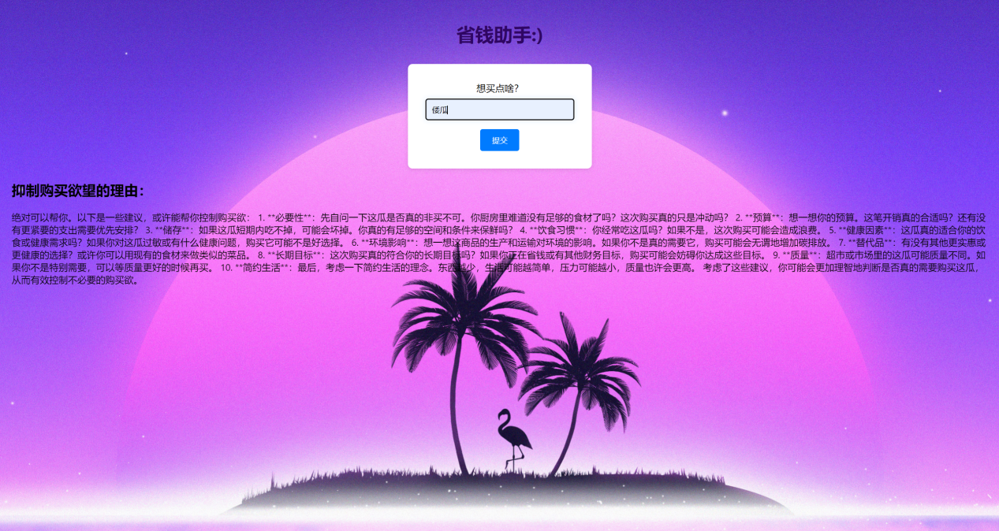 省钱助手:)
想买点啥？
倭瓜
提交
抑制购买欲望的理由：
绝对可以帮你。以下是一些建议，或许能帮你控制购买欲： 1. **必要性**：先自问一下这瓜是否真的非买不可。你厨房里难道没有足够的食材了吗？这次购买真的只是冲动吗？ 2. **预算**：想一想你的预算。这笔开销真的合适吗？还有没
有更紧要的支出需要优先安排？ 3. **储存**：如果这瓜短期内吃不掉，可能会坏掉。你真的有足够的空间和条件来保鲜吗？ 4. **饮食习惯**：你经常吃这瓜吗？如果不是，这次购买可能会造成浪费。 5. **健康因素**：这瓜真的适合你的饮
食或健康需求吗？如果你对这瓜过敏或有什么健康问题，购买它可能不是好选择。 6. **环境影响**：想一想这商品的生产和运输对环境的影响。如果你不是真的需要它，购买可能会无谓地增加碳排放。 7. **替代品**：有没有其他更实惠或
更健康的选择？或许你可以用现有的食材来做类似的菜品。 8. **长期目标**：这次购买真的符合你的长期目标吗？如果你正在省钱或有其他财务目标，购买可能会妨碍你达成这些目标。 9. **质量**：超市或市场里的这瓜可能质量不同。如
果你不是特别需要，可以等质量更好的时候再买。 10. **简约生活**：最后，考虑一下简约生活的理念。东西越少，生活可能越简单，压力可能越小，质量也许会更高。 考虑了这些建议，你可能会更加理智地判断是否真的需要购买这瓜，
从而有效控制不必要的购买欲。